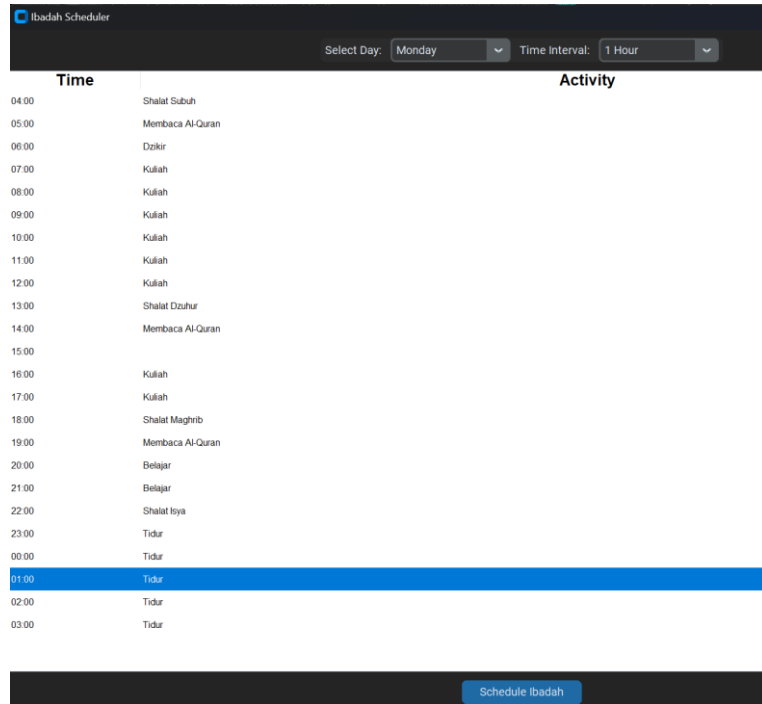 Ibadah Scheduler
Select Day: Monday Time Interval: 1 Hour
Time Activity
04:00 Shalat Subuh
05:00 Membaca Al-Quran
06:00 Dzikir
07:00 Kuliah
08:00 Kuliah
09:00 Kuliah
10:00 Kuliah
11:00 Kuliah
12:00 Kuliah
13:00 Shalat Dzuhur
14:00 Membaca Al-Quran
15:00
16:00 Kuliah
17:00 Kuliah
18:00 Shalat Maghrib
19:00 Membaca Al-Quran
20:00 Belajar
21:00 Belajar
22:00 Shalat Isya
23:00 Tidur
00:00 Tidur
01:00 Tidur
02:00 Tidur
03:00 Tidur
Schedule Ibadah